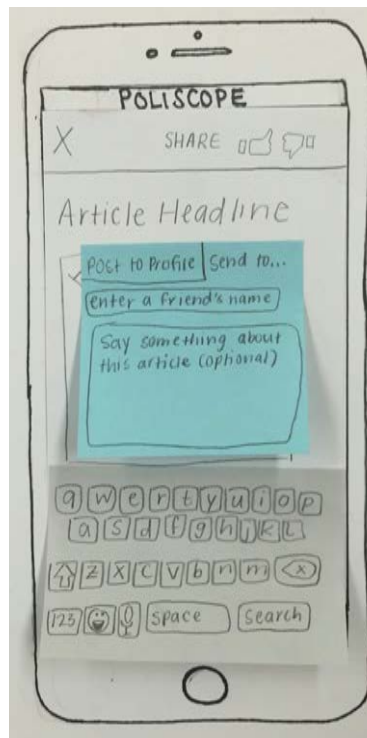 POLISCOPE
X SHARE
Article Headline
Post to Profile Send to...
enter a friend's name
Say something about
this article (optional)
q w e r t y u i o p
a s d f g h j k l
z x c v b n m x
123 space search